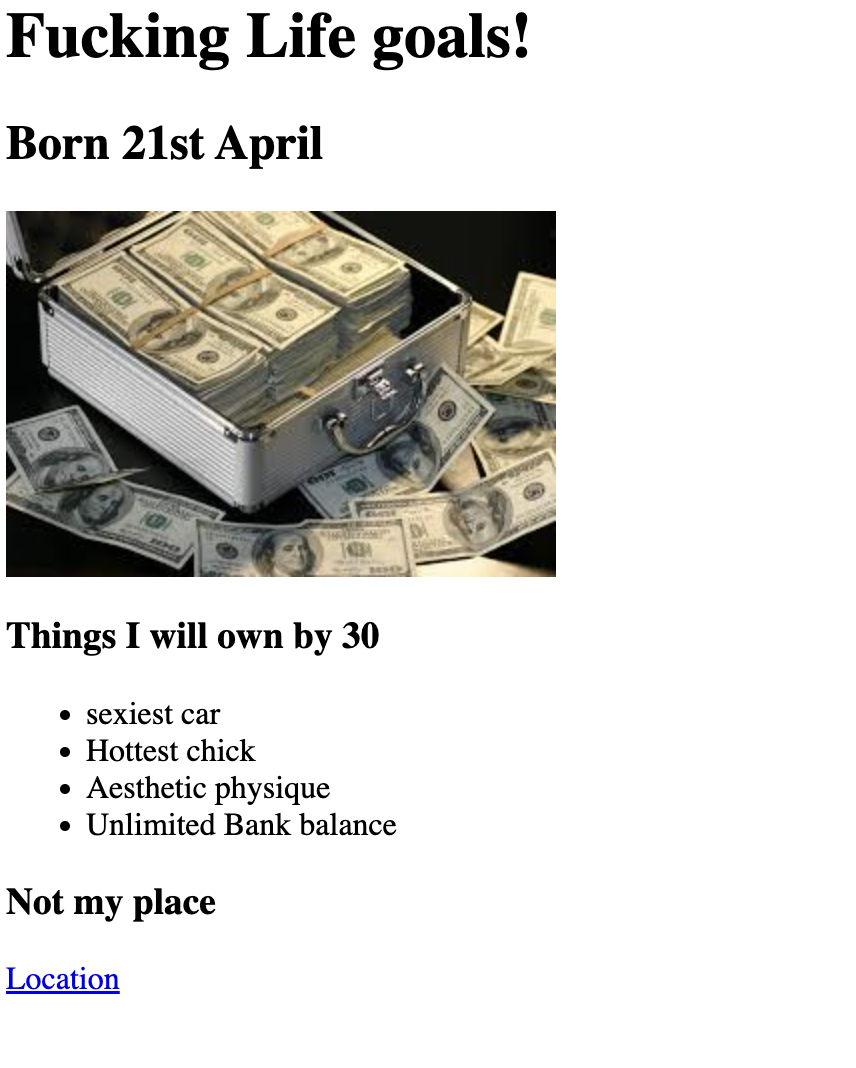 Fucking Life goals!
Born 21st April
Things I will own by 30
sexiest car
Hottest chick
Aesthetic physique
Unlimited Bank balance
Not my place
Location